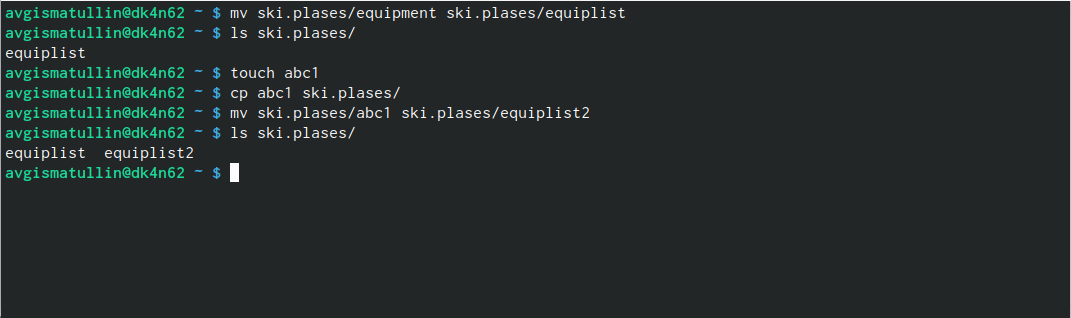 avgismatullin@dk4n62 ~ $ mv ski.plases/equipment ski.plases/equiplist
avgismatullin@dk4n62 ~ $ ls ski.plases/
equiplist
avgismatullin@dk4n62 ~ $ touch abc1
avgismatullin@dk4n62 ~ $ cp abc1 ski.plases/
avgismatullin@dk4n62 ~ $ mv ski.plases/abc1 ski.plases/equiplist2
avgismatullin@dk4n62 ~ $ ls ski.plases/
equiplist  equiplist2
avgismatullin@dk4n62 ~ $